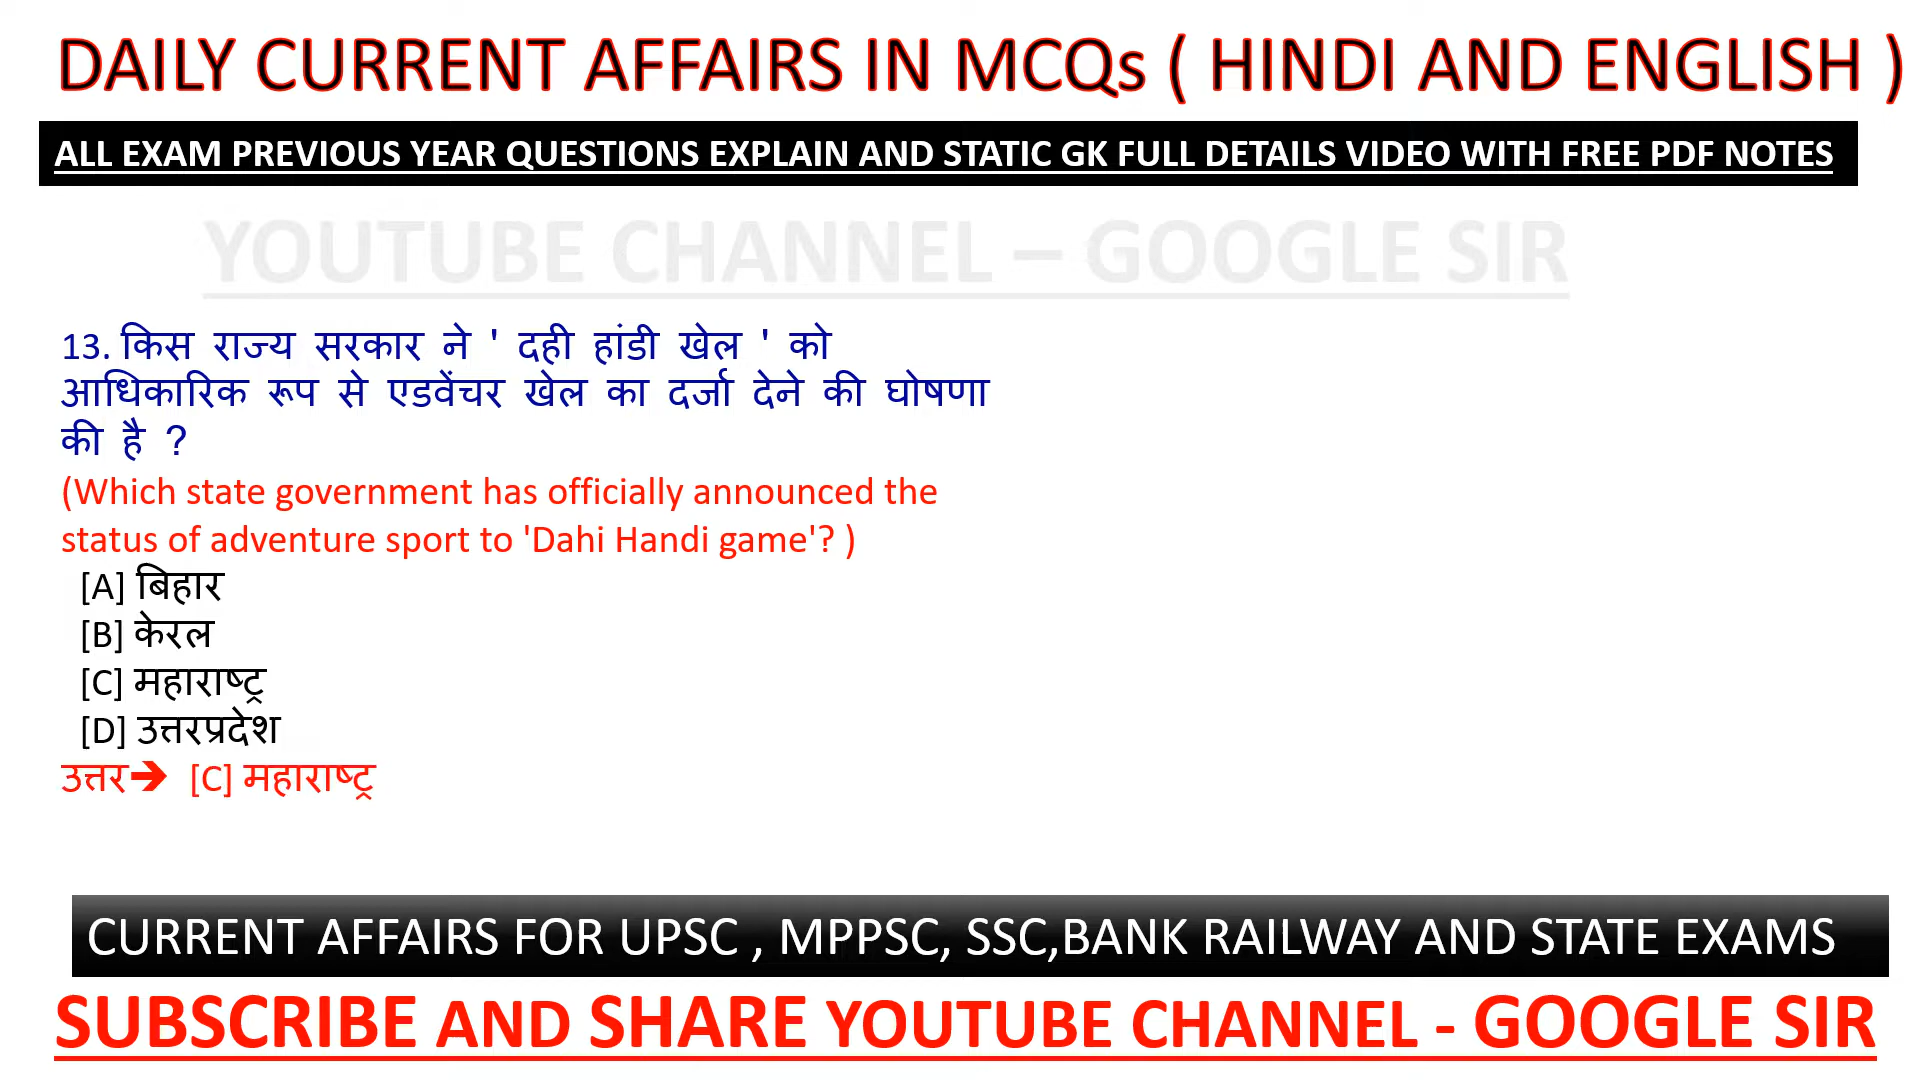 DAILY CURRENT AFFAIRS IN MCQs ( HINDI AND ENGLISH )
ALL EXAM PREVIOUS YEAR QUESTIONS EXPLAIN AND STATIC GK FULL DETAILS VIDEO WITH FREE PDF NOTES
YOUTUBE CHANNEL – GOOGLE SIR
13. किस राज्य सरकार ने ' दही हांडी खेल ' को
आधिकारिक रूप से एडवेंचर खेल का दर्जा देने की घोषणा
की है ?
(Which state government has officially announced the
status of adventure sport to 'Dahi Handi game'? )
[A] बिहार
[B] केरल
[C] महाराष्ट्र
[D] उत्तरप्रदेश
उत्तर➔ [C] महाराष्ट्र
CURRENT AFFAIRS FOR UPSC , MPPSC, SSC,BANK RAILWAY AND STATE EXAMS
SUBSCRIBE AND SHARE YOUTUBE CHANNEL - GOOGLE SIR